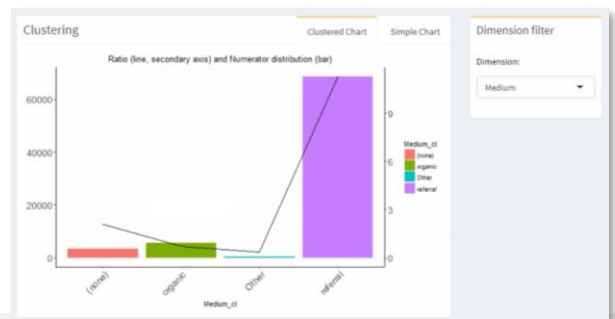 Clustering
Clustered Chart
Simple Chart
Dimension filter
Dimension:
Medium
Ratio (line, secondary axis) and Numerator distribution (bar)
60000
40000
20000
0
9
6
3
0
Medium_cl
(none)
organic
Other
referral
(none)
organic
Other
referral
Medium_cl